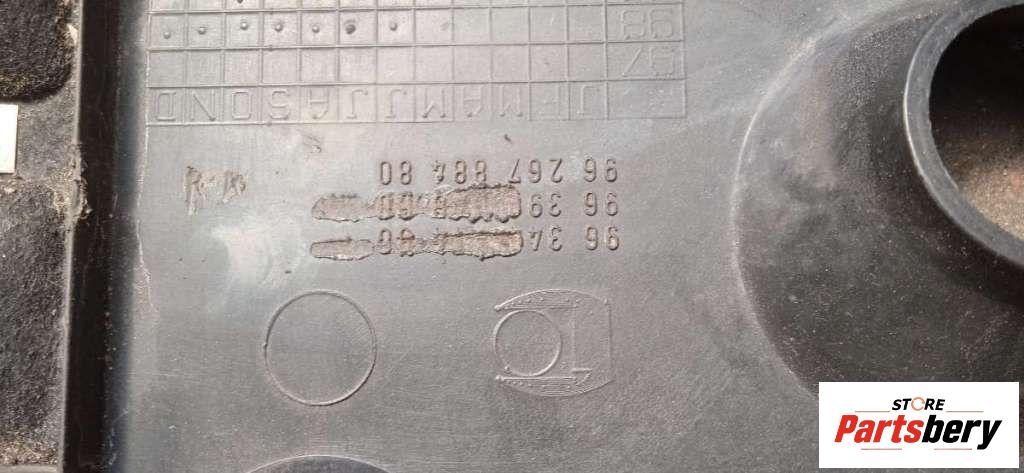 96 34
96 39
96 267 884 80
J F M A M J J A S O N D
97
98
STORE
Partsbery